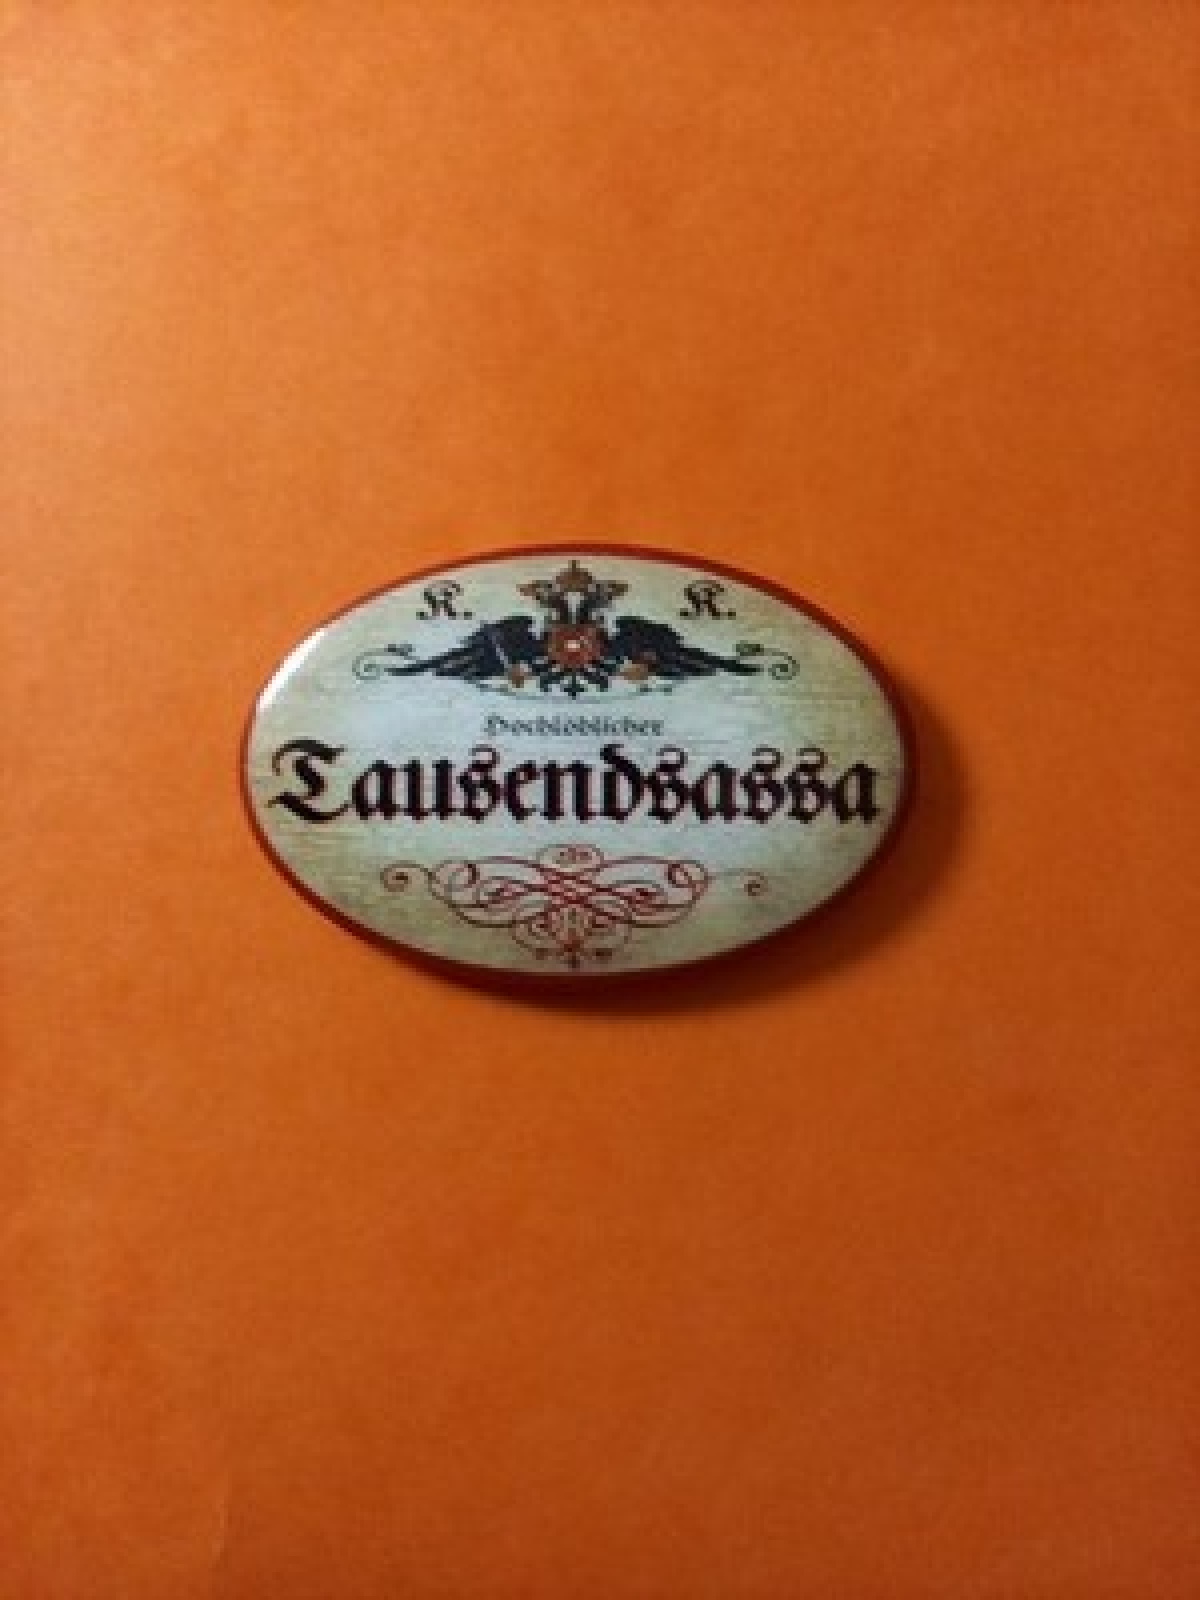 K. K.
Hochlöblicher
Tausendsassa